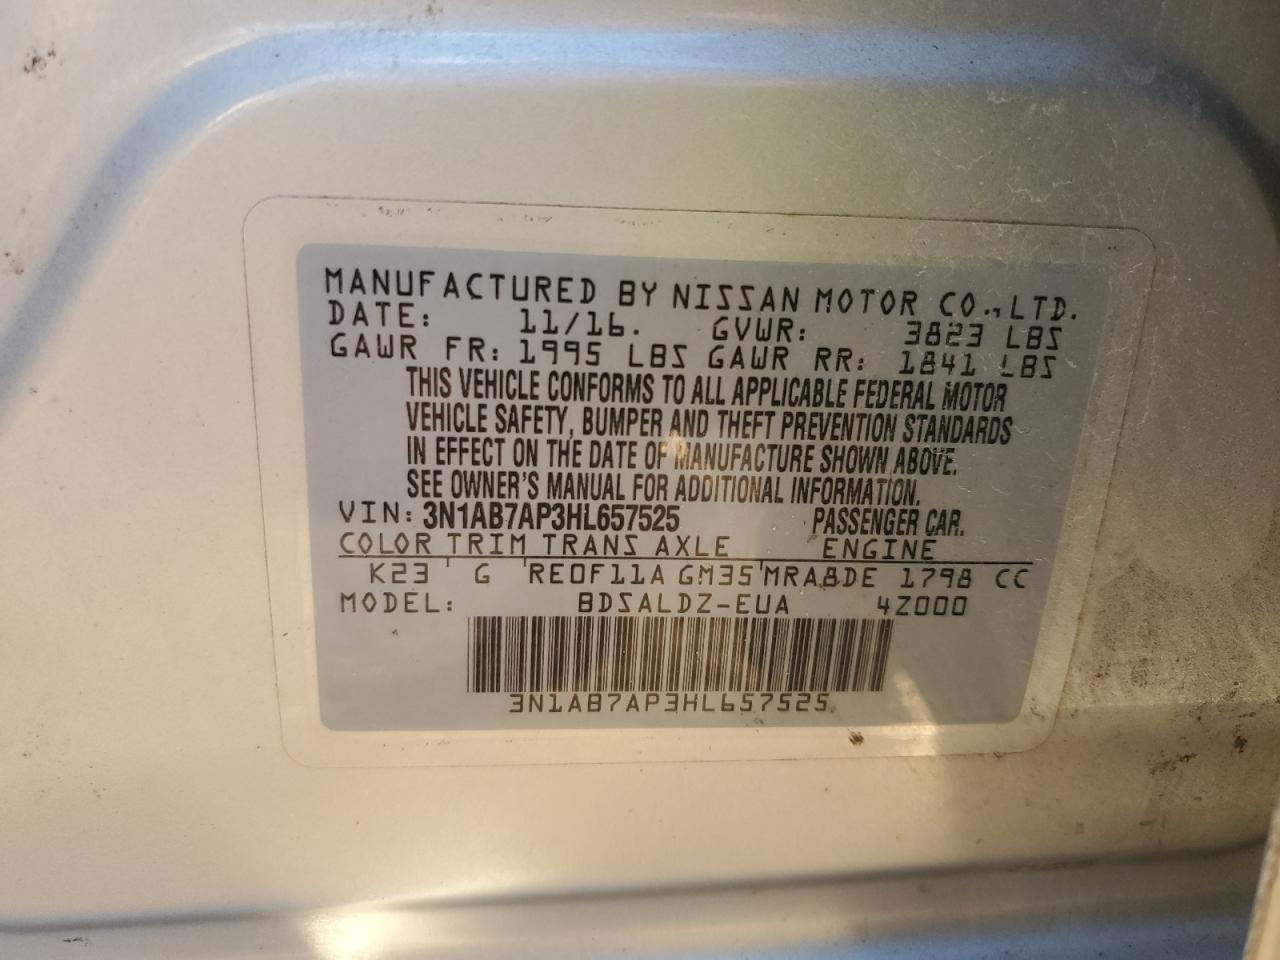 MANUFACTURED BY NISSAN MOTOR CO., LTD.
DATE: 11/16. GVWR: 3823 LBS
GAWR FR: 1995 LBS GAWR RR: 1841 LBS
THIS VEHICLE CONFORMS TO ALL APPLICABLE FEDERAL MOTOR
VEHICLE SAFETY, BUMPER AND THEFT PREVENTION STANDARDS
IN EFFECT ON THE DATE OF MANUFACTURE SHOWN ABOVE.
SEE OWNER'S MANUAL FOR ADDITIONAL INFORMATION.
VIN: 3N1AB7AP3HL657525 PASSENGER CAR.
COLOR TRIM TRANS AXLE ENGINE
K23 ' G ' RE0F11A GM35 ' MRA8DE 1798 CC
MODEL: BDSALDZ-EUA 4Z000
3N1AB7AP3HL657525